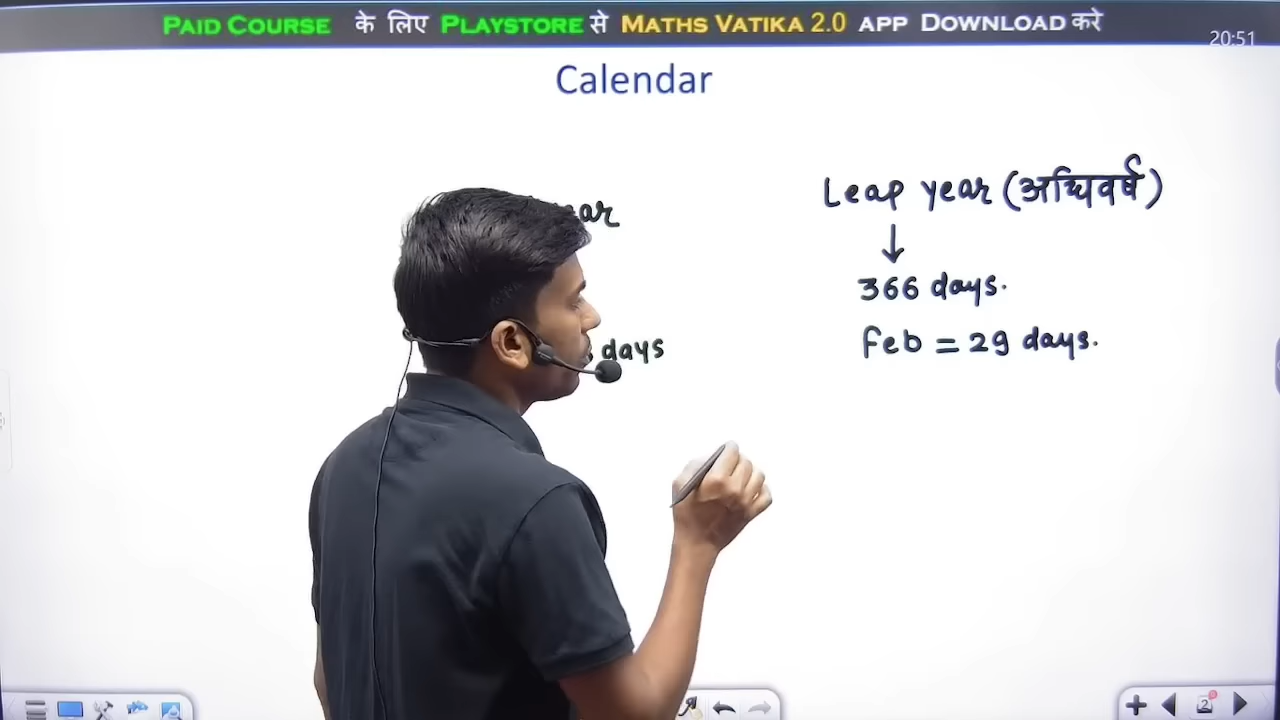 PAID COURSE के लिए PLAYSTORE से MATHS VATIKA 2.0 APP DOWNLOAD करे
20:51
Calendar
Leap year (अधिवर्ष)
↓
366 days.
Feb = 29 days.
days
2